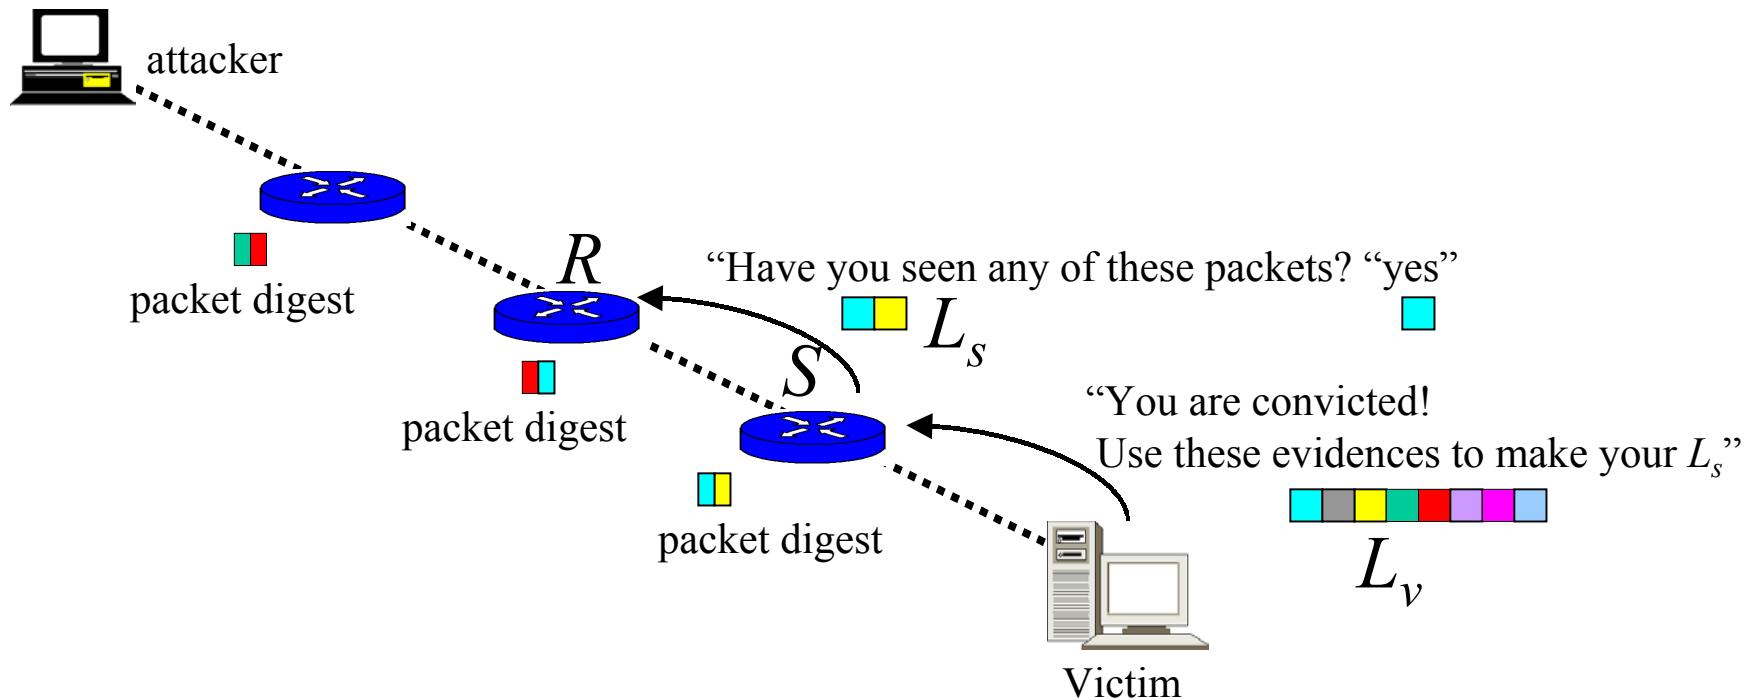 attacker
R
“Have you seen any of these packets? “yes”
packet digest
L_s
S
“You are convicted!
packet digest
Use these evidences to make your L_s”
packet digest
L_v
Victim